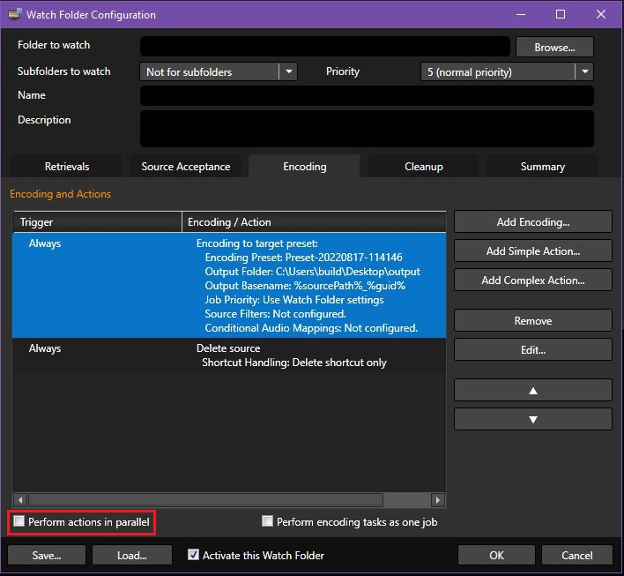 Watch Folder Configuration
Folder to watch
Browse...
Subfolders to watch Not for subfolders Priority 5 (normal priority)
Name
Description
Retrievals Source Acceptance Encoding Cleanup Summary
Encoding and Actions
Trigger Encoding / Action Add Encoding...
Always Encoding to target preset:
Encoding Preset: Preset-20220817-114146 Add Simple Action...
Output Folder: C:\Users\build\Desktop\output
Output Basename: %sourcePath%_%guid% Add Complex Action...
Job Priority: Use Watch Folder settings
Source Filters: Not configured. Remove
Conditional Audio Mappings: Not configured.
Always Delete source Edit...
Shortcut Handling: Delete shortcut only
Perform actions in parallel Perform encoding tasks as one job
Save... Load... Activate this Watch Folder OK Cancel